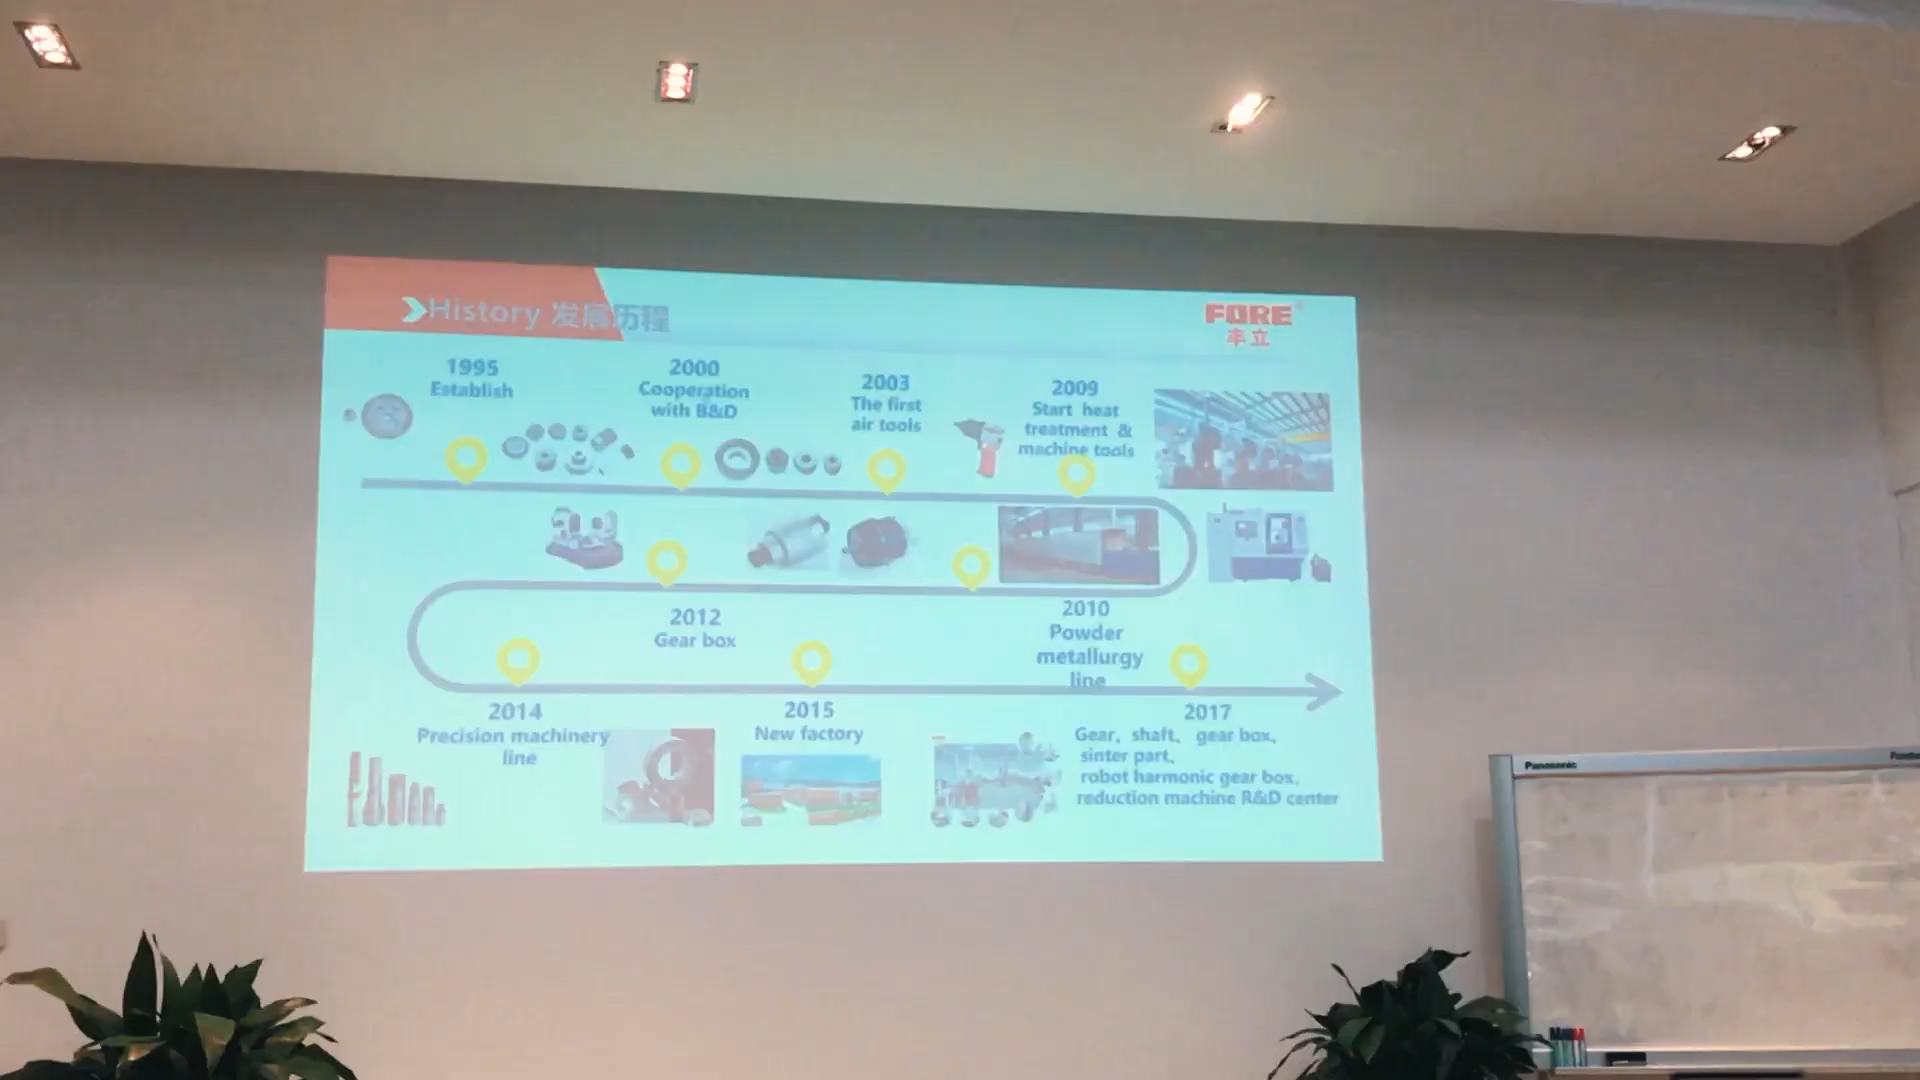 History 发展历程
FORE
丰立
1995
Establish
2000
Cooperation
with B&D
2003
The first
air tools
2009
Start heat
treatment &
machine tools
2012
Gear box
2010
Powder
metallurgy
line
2014
Precision machinery
line
2015
New factory
2017
Gear、shaft、 gear box、
sinter part、
robot harmonic gear box、
reduction machine R&D center
Panasonic